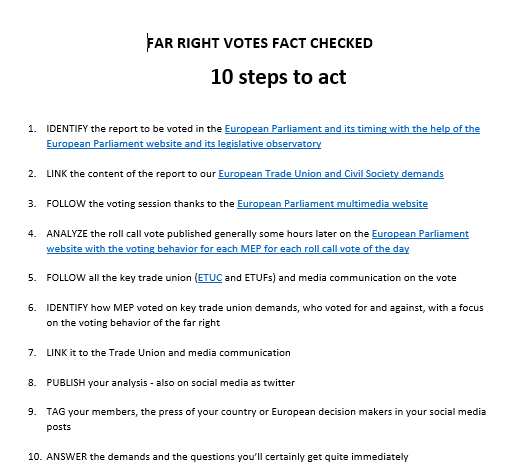 FAR RIGHT VOTES FACT CHECKED
10 steps to act
1. IDENTIFY the report to be voted in the European Parliament and its timing with the help of the
European Parliament website and its legislative observatory
2. LINK the content of the report to our European Trade Union and Civil Society demands
3. FOLLOW the voting session thanks to the European Parliament multimedia website
4. ANALYZE the roll call vote published generally some hours later on the European Parliament
website with the voting behavior for each MEP for each roll call vote of the day
5. FOLLOW all the key trade union (ETUC and ETUFs) and media communication on the vote
6. IDENTIFY how MEP voted on key trade union demands, who voted for and against, with a focus
on the voting behavior of the far right
7. LINK it to the Trade Union and media communication
8. PUBLISH your analysis - also on social media as twitter
9. TAG your members, the press of your country or European decision makers in your social media
posts
10. ANSWER the demands and the questions you'll certainly get quite immediately